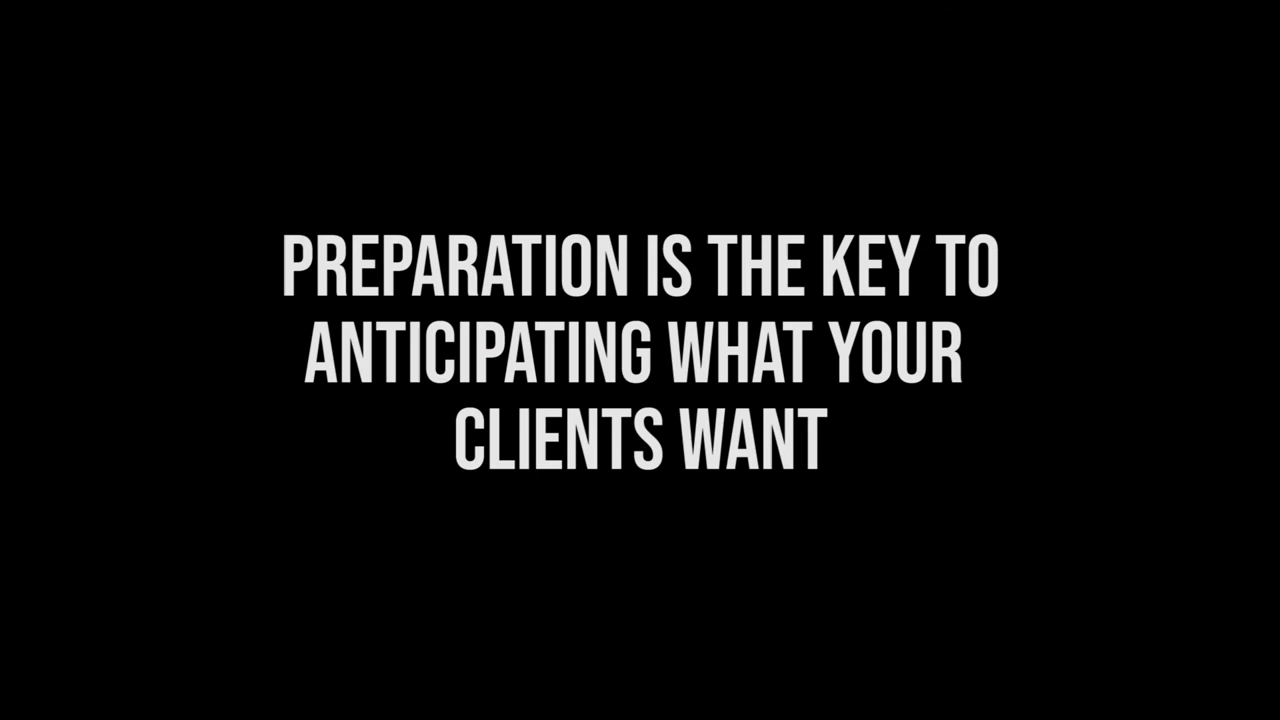 PREPARATION IS THE KEY TO
ANTICIPATING WHAT YOUR
CLIENTS WANT